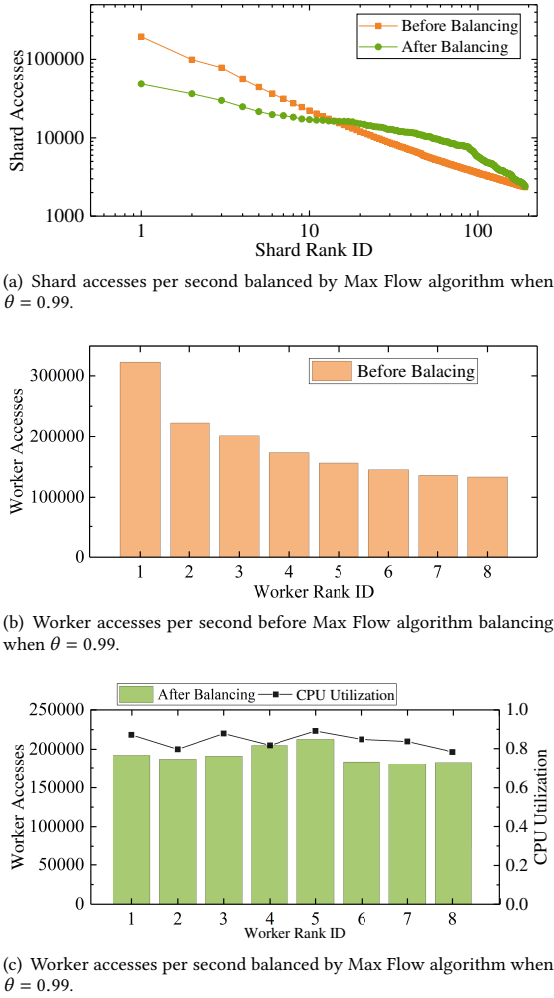 Before Balancing
After Balancing
100000
10000
1000
Shard Accesses
1
10
100
Shard Rank ID
(a) Shard accesses per second balanced by Max Flow algorithm when
θ = 0.99.
Before Balacing
300000
200000
100000
0
Worker Accesses
1 2 3 4 5 6 7 8
Worker Rank ID
(b) Worker accesses per second before Max Flow algorithm balancing
when θ = 0.99.
After Balancing
CPU Utilization
250000
200000
150000
100000
50000
0
Worker Accesses
1.0
0.8
0.6
0.4
0.2
0.0
CPU Utilization
1 2 3 4 5 6 7 8
Worker Rank ID
(c) Worker accesses per second balanced by Max Flow algorithm when
θ = 0.99.